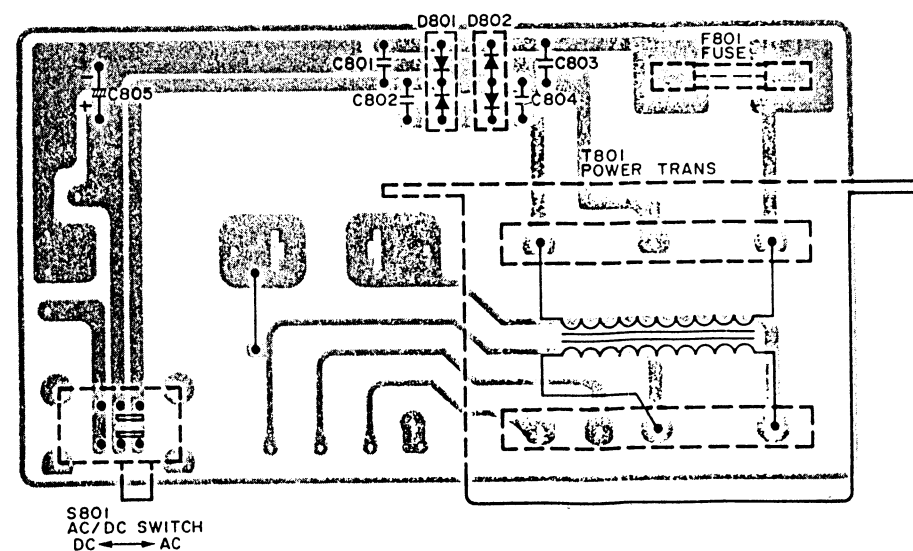 D801 D802
F801
FUSE
C801
C803
C805
C802
C804
+
T801
POWER TRANS
S801
AC/DC SWITCH
DC ↔ AC